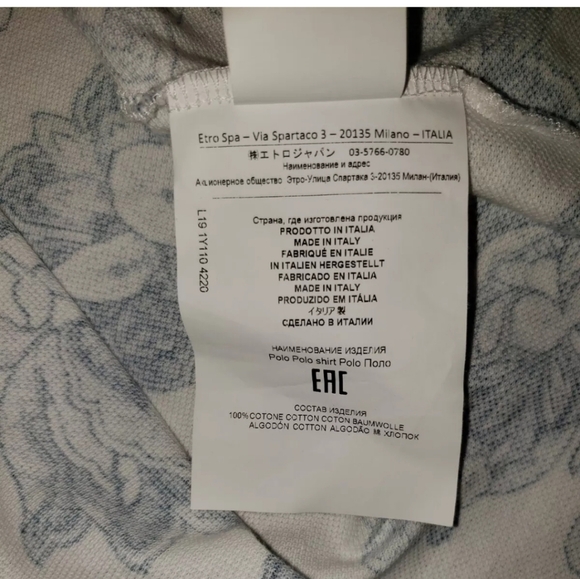 Etro Spa – Via Spartaco 3 – 20135 Milano – ITALIA
㈱エトロジャパン 03-5766-0780
Наименование и адрес
Акционерное общество Этро-Улица Спартака 3-20135 Милан-(Италия)
L19 1Y110 4220
Страна, где изготовлена продукция
PRODOTTO IN ITALIA
MADE IN ITALY
FABRIQUÉ EN ITALIE
IN ITALIEN HERGESTELLT
FABRICADO EN ITALIA
MADE IN ITALY
PRODUZIDO EM ITÁLIA
イタリア製
СДЕЛАНО В ИТАЛИИ
НАИМЕНОВАНИЕ ИЗДЕЛИЯ
Polo Polo shirt Polo Поло
EAC
СОСТАВ ИЗДЕЛИЯ
100% COTONE COTTON COTON BAUMWOLLE
ALGODÓN COTTON ALGODÃO 綿 ХЛОПОК